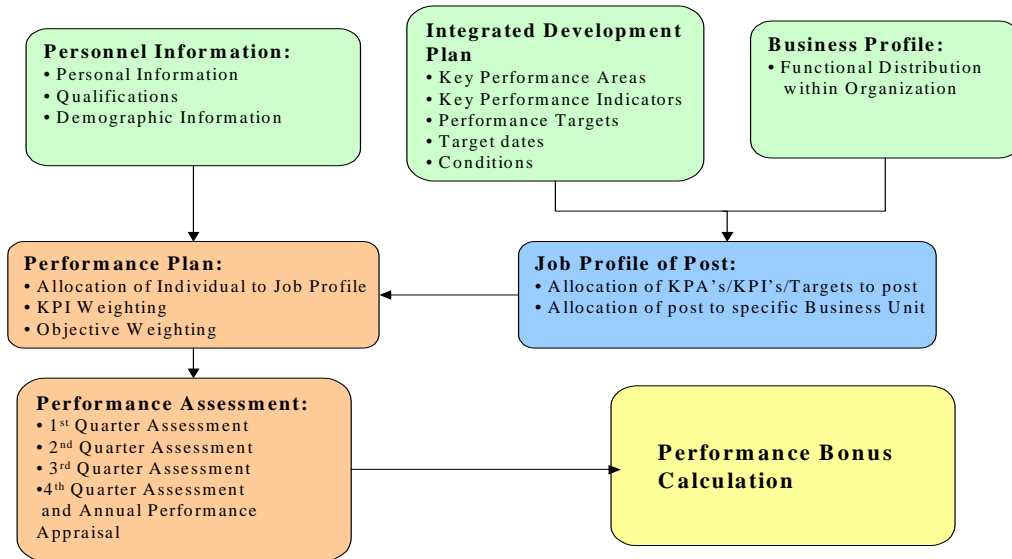 Personnel Information:
• Personal Information
• Qualifications
• Demographic Information
Integrated Development
Plan
• Key Performance Areas
• Key Performance Indicators
• Performance Targets
• Target dates
• Conditions
Business Profile:
• Functional Distribution
within Organization
Performance Plan:
• Allocation of Individual to Job Profile
• KPI Weighting
• Objective Weighting
Job Profile of Post:
• Allocation of KPA's/KPI's/Targets to post
• Allocation of post to specific Business Unit
Performance Assessment:
• 1st Quarter Assessment
• 2nd Quarter Assessment
• 3rd Quarter Assessment
•4th Quarter Assessment
and Annual Performance
Appraisal
Performance Bonus
Calculation